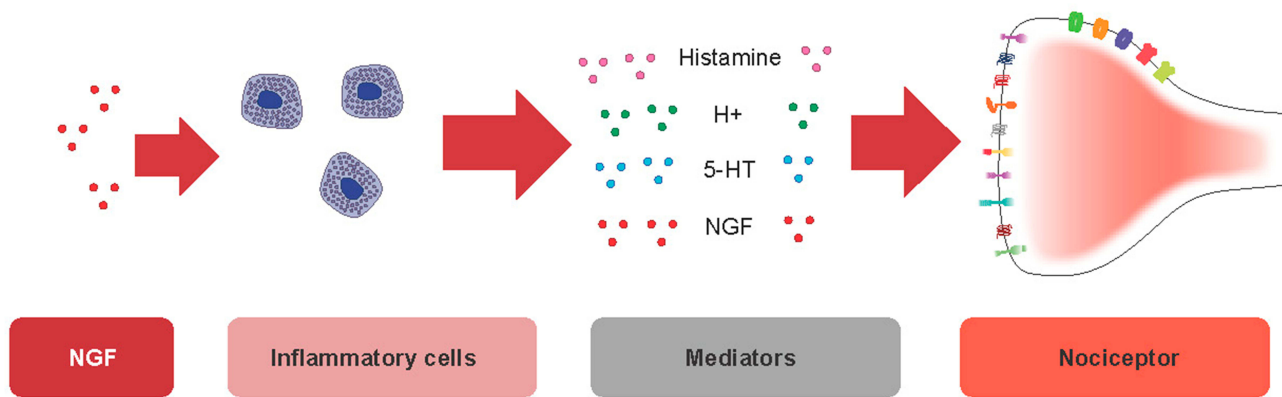 Histamine
H+
5-HT
NGF
NGF
Inflammatory cells
Mediators
Nociceptor